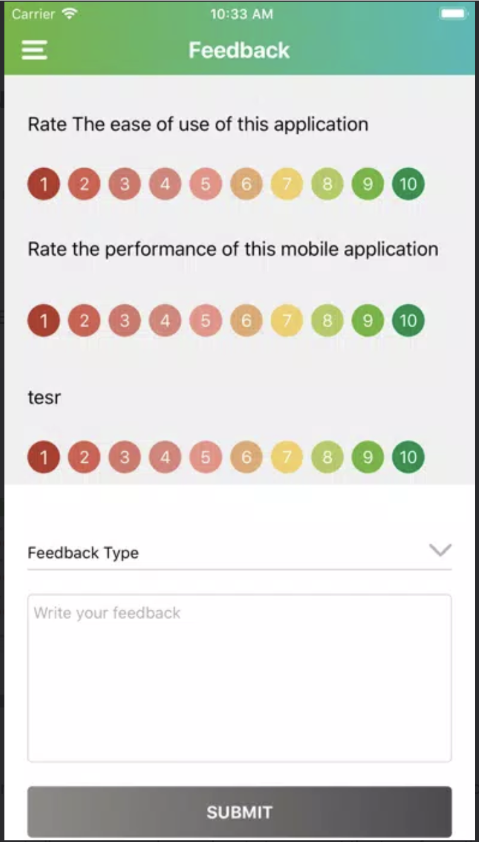 Carrier 10:33 AM
Feedback
Rate The ease of use of this application
1 2 3 4 5 6 7 8 9 10
Rate the performance of this mobile application
1 2 3 4 5 6 7 8 9 10
tesr
1 2 3 4 5 6 7 8 9 10
Feedback Type
Write your feedback
SUBMIT